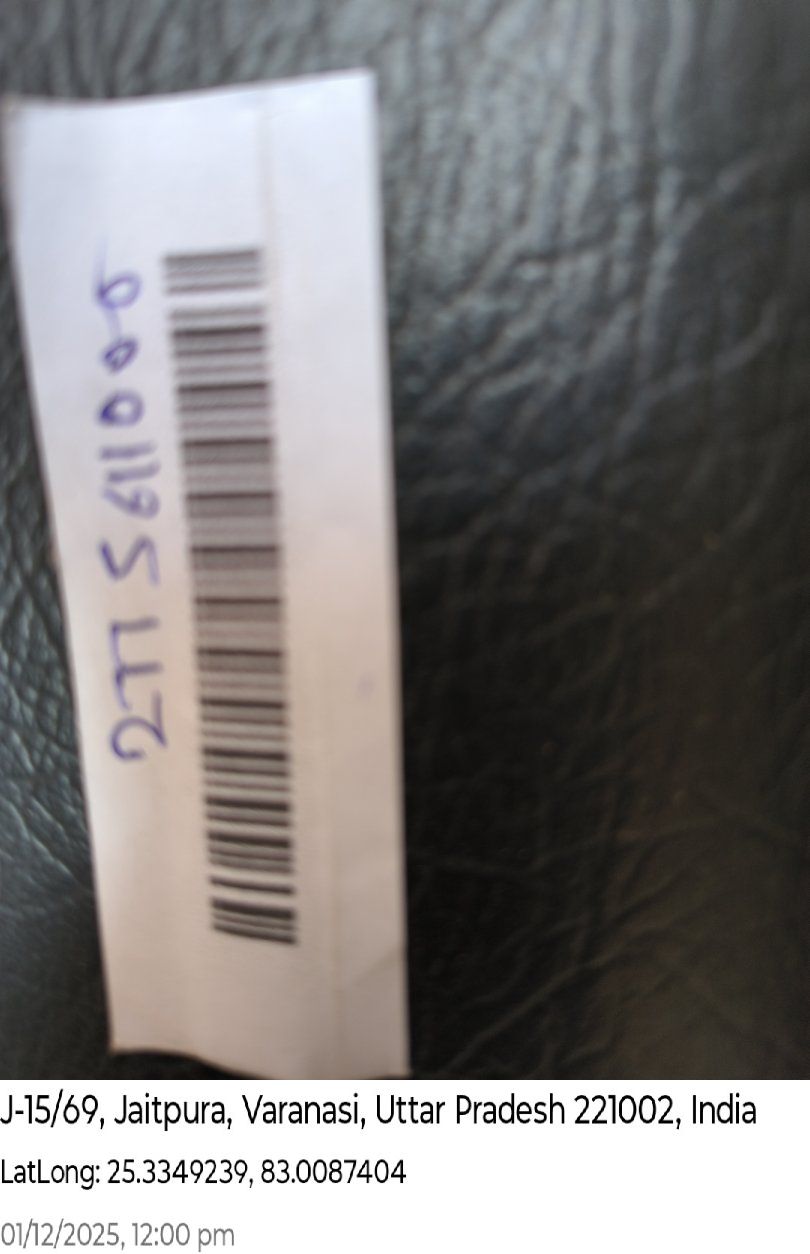 2775611000
J-15/69, Jaitpura, Varanasi, Uttar Pradesh 221002, India
LatLong: 25.3349239, 83.0087404
01/12/2025, 12:00 pm